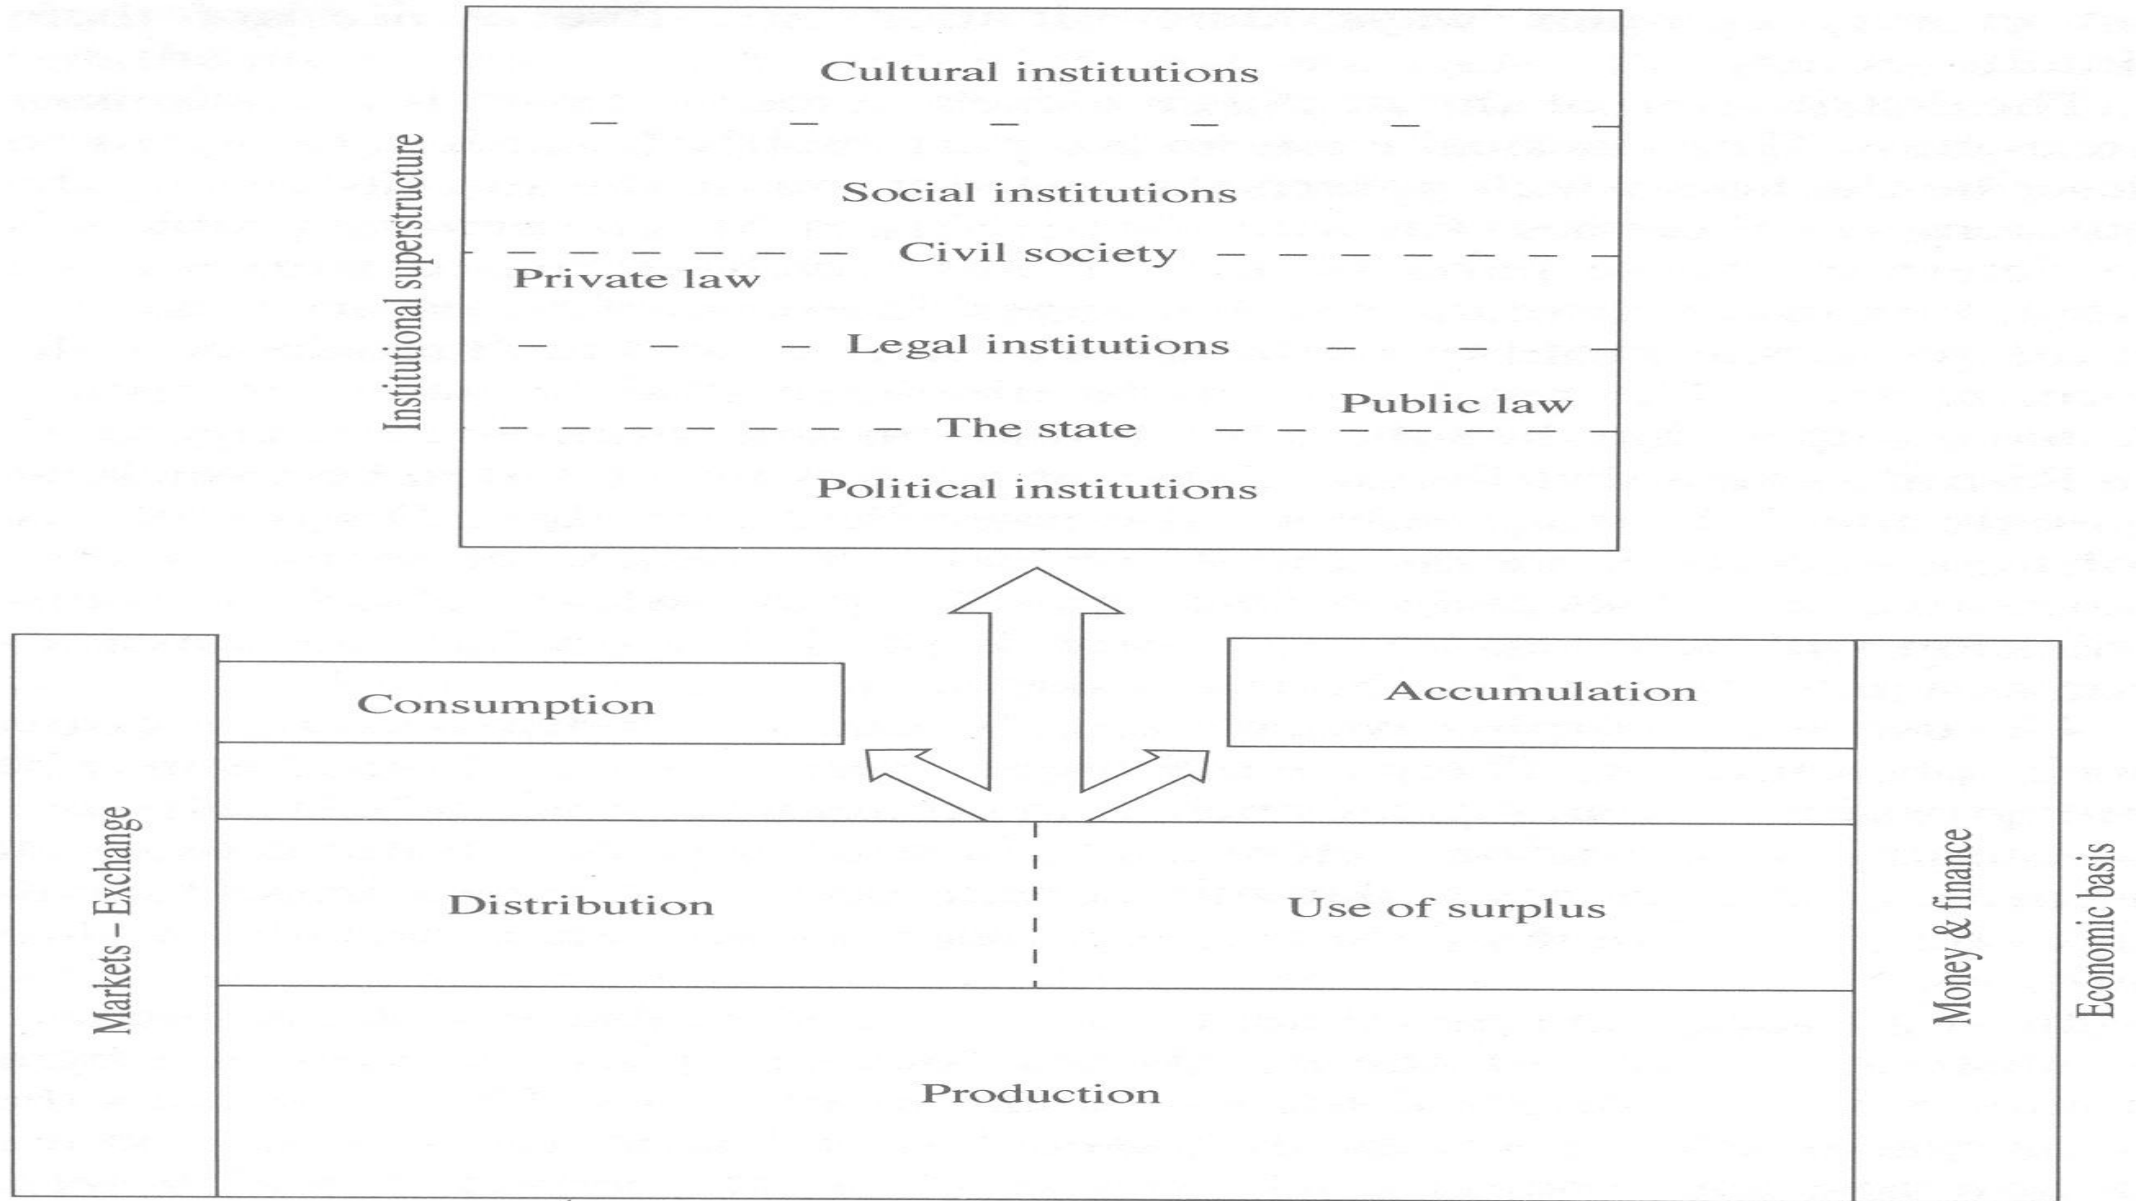 Cultural institutions
Social institutions
Civil society
Private law
Legal institutions
Public law
The state
Political institutions
Institutional superstructure
Consumption
Accumulation
Distribution
Use of surplus
Production
Markets – Exchange
Money & finance
Economic basis